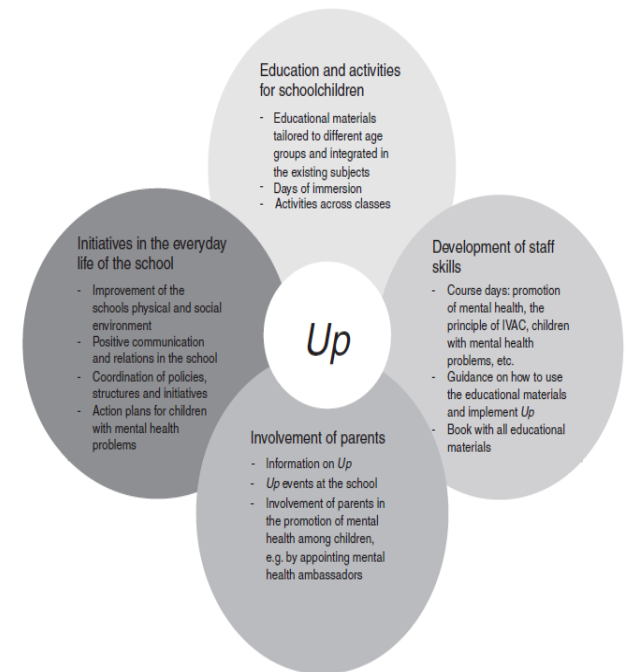 Education and activities
for schoolchildren
- Educational materials
tailored to different age
groups and integrated in
the existing subjects
- Days of immersion
- Activities across classes
Initiatives in the everyday
life of the school
- Improvement of the
schools physical and social
environment
- Positive communication
and relations in the school
- Coordination of policies,
structures and initiatives
- Action plans for children
with mental health
problems
Up
Development of staff
skills
- Course days: promotion
of mental health, the
principle of IVAC, children
with mental health
problems, etc.
- Guidance on how to use
the educational materials
and implement Up
- Book with all educational
materials
Involvement of parents
- Information on Up
- Up events at the school
- Involvement of parents in
the promotion of mental
health among children,
e.g. by appointing mental
health ambassadors